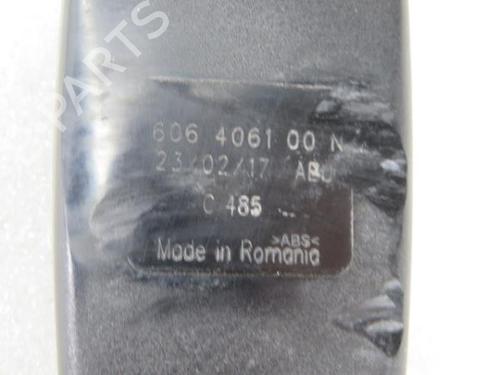 PARTS
606 4061 00 N
23/02/17
C 485
>ABS<
Made in Romania